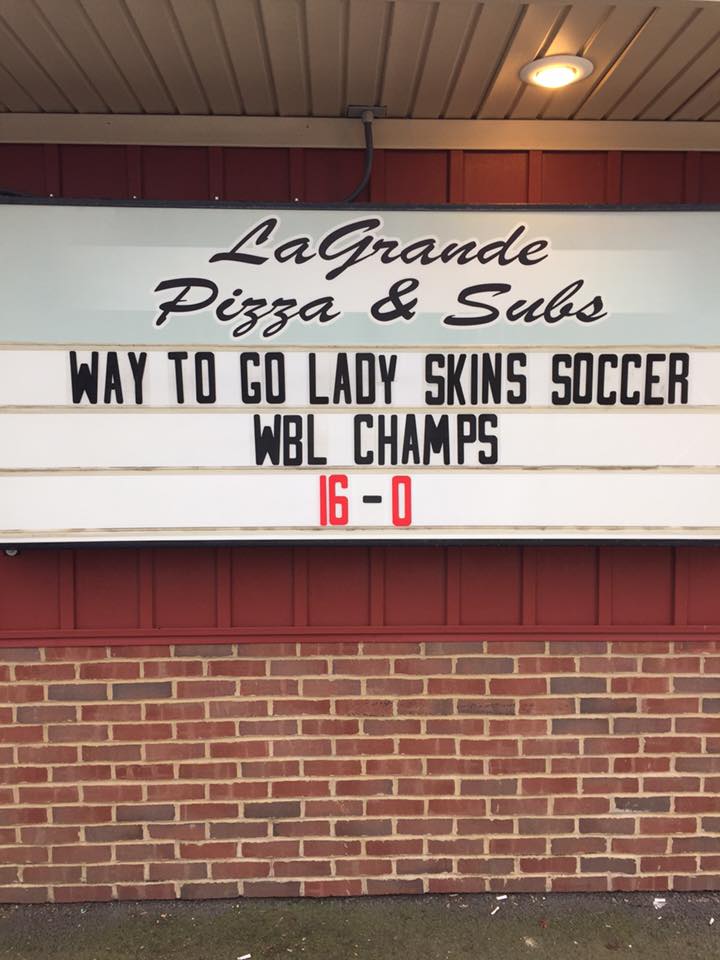 LaGrande
Pizza & Subs
WAY TO GO LADY SKINS SOCCER
WBL CHAMPS
16-0